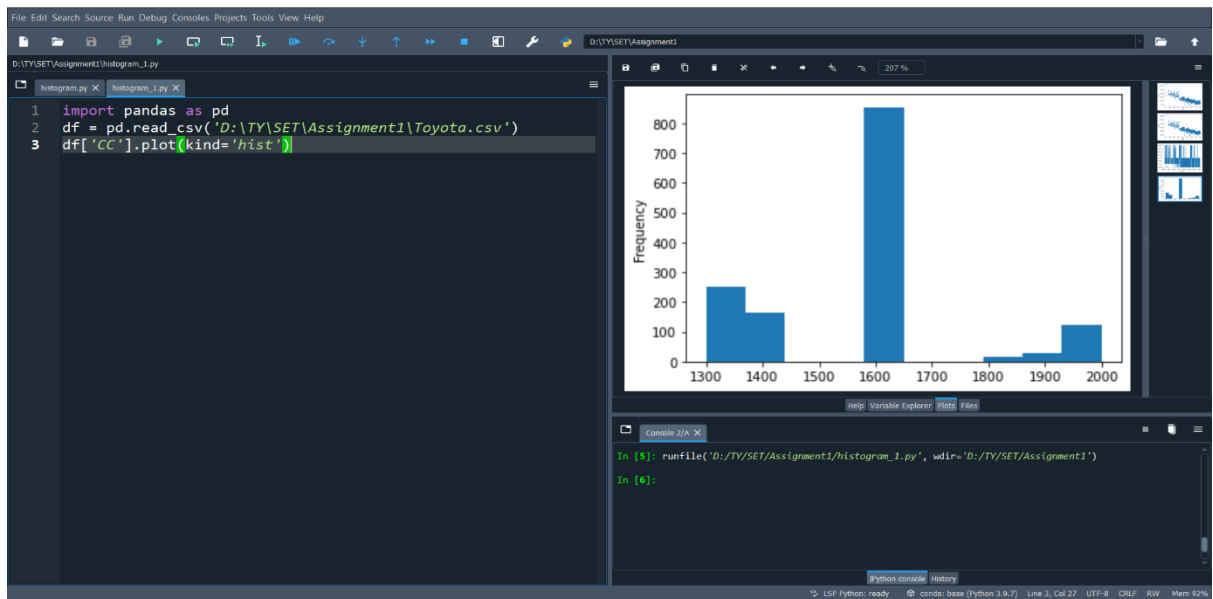 File Edit Search Source Run Debug Consoles Projects Tools View Help
D:\TY\SET\Assignment1
D:\TY\SET\Assignment1\histogram_1.py
histogram.py X histogram_1.py X
1 import pandas as pd
2 df = pd.read_csv('D:\TY\SET\Assignment1\Toyota.csv')
3 df['CC'].plot(kind='hist')
207 %
Frequency
800
700
600
500
400
300
200
100
0
1300 1400 1500 1600 1700 1800 1900 2000
Help Variable Explorer Plots Files
Console 2/A X
In [5]: runfile('D:/TY/SET/Assignment1/histogram_1.py', wdir='D:/TY/SET/Assignment1')
In [6]:
IPython console History
LSP Python: ready conda: base (Python 3.9.7) Line 3, Col 27 UTF-8 CRLF RW Mem 92%